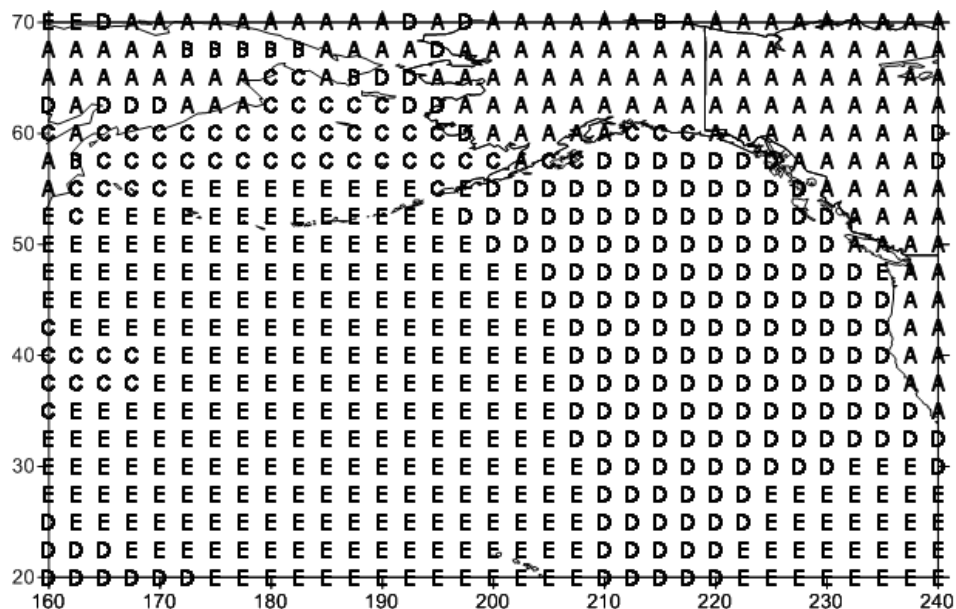 70 E E D A A A A A A A A A A D A D A A A A A A B A A A A A A A A A A
A A A A A B B B B B A A A A D A A A A A A A A A A A A A A A A A A
A A A A A A A A C C A B D D A A A A A A A A A A A A A A A A A A A
D A D D D A A A C C C C C D D A A A A A A A A A A A A A A A A A A
60 C A C C C C C C C C C C C C C D A A A A A C C C A A A A A A A A D
A B C C C C C C C C C C C C C C C A C C D D D D D D D A A A A A D
A C C C C E E E E E E E E E C E D D D D D D D D D D D D A A A A A
E C E E E E E E E E E E E E E D D D D D D D D D D D D D D A A A A
50 E E E E E E E E E E E E E E E E D D D D D D D D D D D D D A A A A
E E E E E E E E E E E E E E E E E E D D D D D D D D D D D D E A A
E E E E E E E E E E E E E E E E E E D D D D D D D D D D D D D A A
C E E E E E E E E E E E E E E E E E E D D D D D D D D D D D D A A
40 C C C C E E E E E E E E E E E E E E E D D D D D D D D D D D D A A
C C C C E E E E E E E E E E E E E E E D D D D D D D D D D D D A A
C E E E E E E E E E E E E E E E E E E D D D D D D D D D D D D D A
E E E E E E E E E E E E E E E E E E E D D D D D D D D D D D D D D
30 E E E E E E E E E E E E E E E E E E E E D D D D D D D D D E E E D
E E E E E E E E E E E E E E E E E E E E D D D D D D E E E E E E E
D E E E E E E E E E E E E E E E E E E E D D D D D D E E E E E E E
D D D E E E E E E E E E E E E E E E E E D D D D D E E E E E E E E
20 D D D D D D E E E E E E E E E E E E E E D D D D D E E E E E E E E
160 170 180 190 200 210 220 230 240